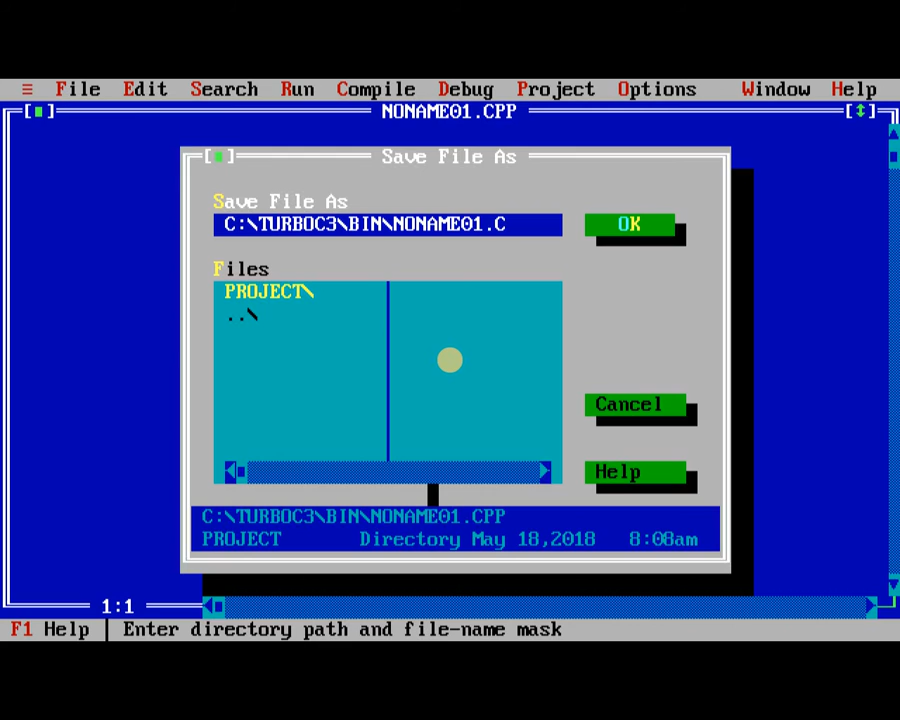 ≡ File Edit Search Run Compile Debug Project Options Window Help
[■] NONAME01.CPP [↕]
[■] Save File As
Save File As
C:\TURBOC3\BIN\NONAME01.C OK
Files
PROJECT\
..\
Cancel
Help
C:\TURBOC3\BIN\NONAME01.CPP
PROJECT Directory May 18,2018 8:08am
1:1
F1 Help │ Enter directory path and file-name mask